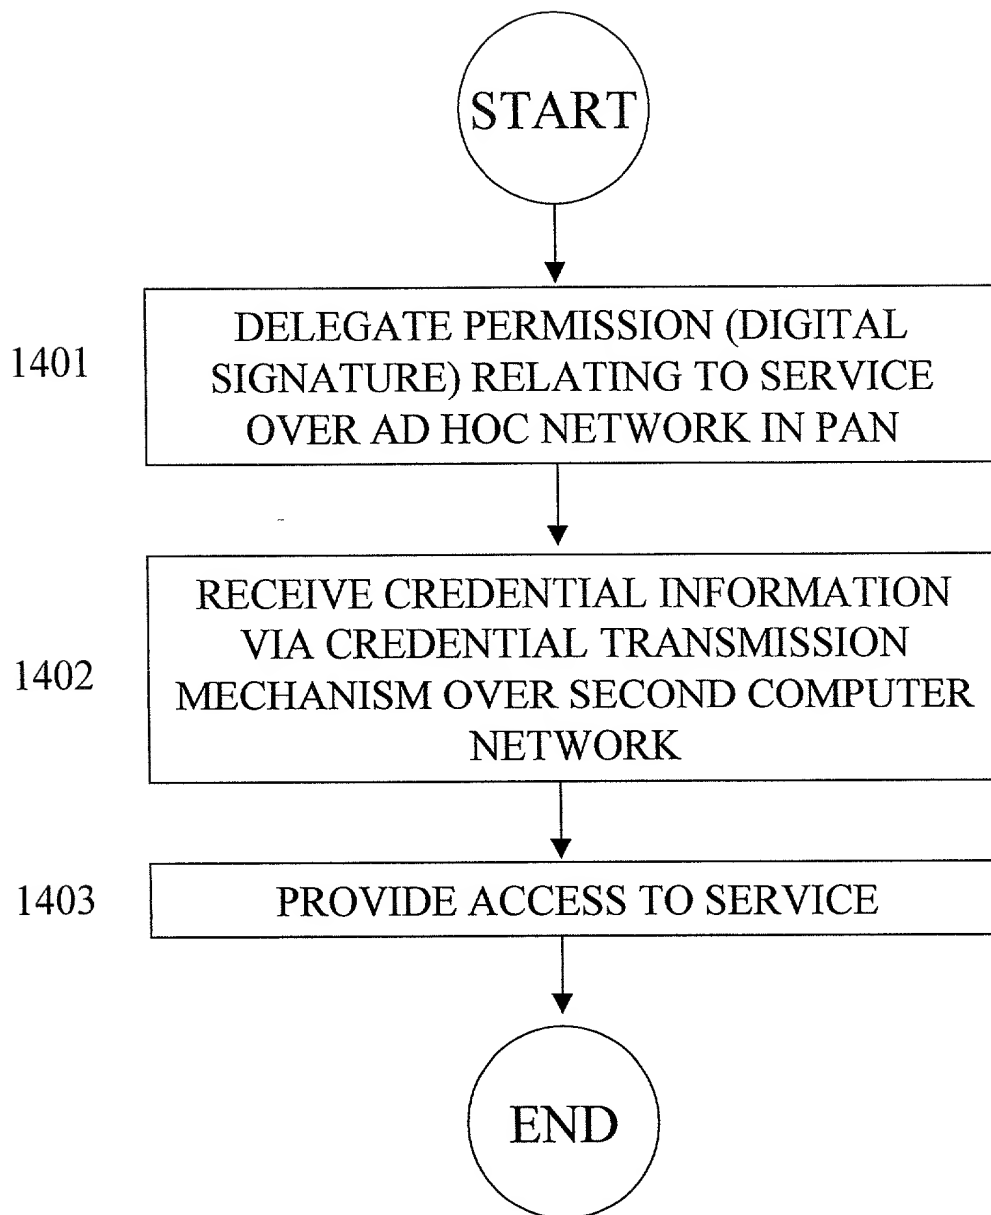 START
1401
DELEGATE PERMISSION (DIGITAL
SIGNATURE) RELATING TO SERVICE
OVER AD HOC NETWORK IN PAN
1402
RECEIVE CREDENTIAL INFORMATION
VIA CREDENTIAL TRANSMISSION
MECHANISM OVER SECOND COMPUTER
NETWORK
1403
PROVIDE ACCESS TO SERVICE
END